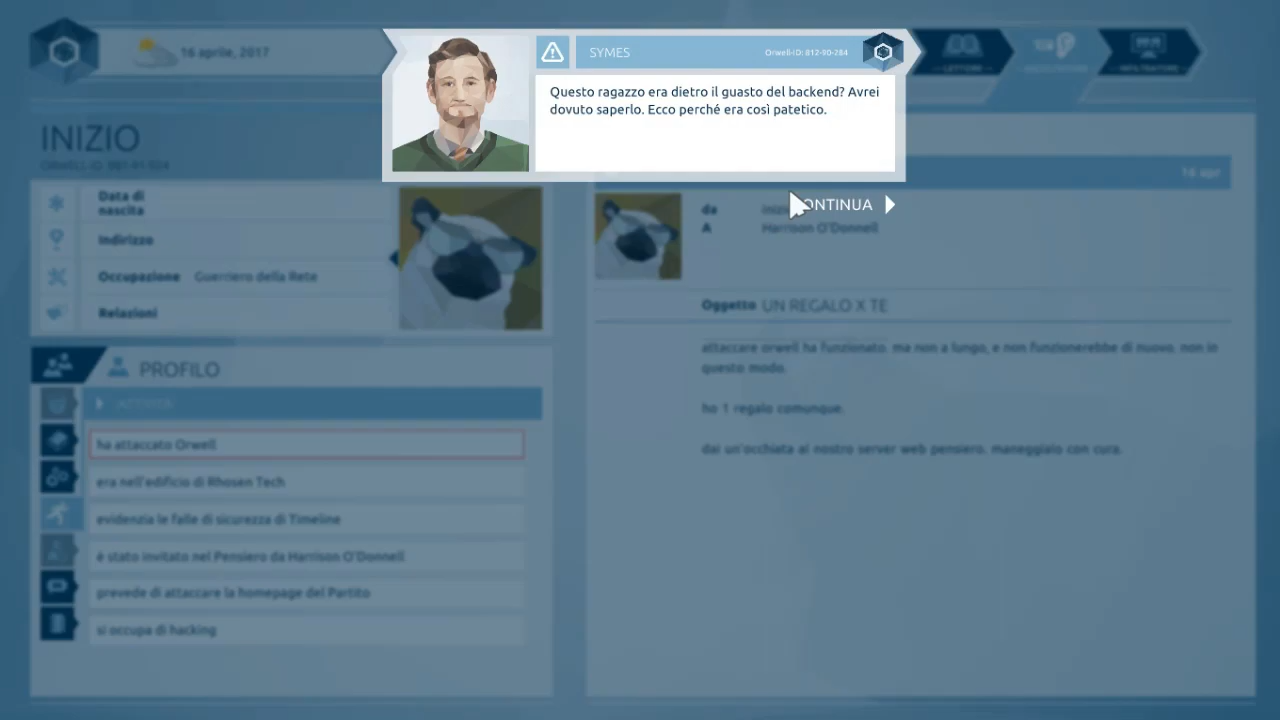 16 aprile, 2017
SYMES
Orwell-ID: 812-90-284
Questo ragazzo era dietro il guasto del backend? Avrei
dovuto saperlo. Ecco perché era così patetico.
CONTINUA
INIZIO
Data di
nascita
Indirizzo
Occupazione Guerriero della Rete
Relazioni
PROFILO
ha attaccato Orwell
era nell'edificio di Rhosen Tech
evidenzia le falle di sicurezza di Timeline
è stato invitato nel Pensiero da Harrison O'Donnell
prevede di attaccare la homepage del Partito
si occupa di hacking
16 apr
da
A Harrison O'Donnell
Oggetto UN REGALO X TE
attaccare orwell ha funzionato. ma non a lungo, e non funzionerebbe di nuovo. non in
questo modo.
ho 1 regalo comunque.
dai un'occhiata al nostro server web pensiero. maneggialo con cura.